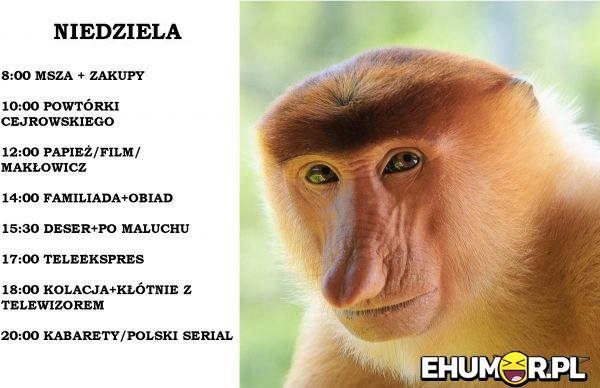 NIEDZIELA
8:00 MSZA + ZAKUPY
10:00 POWTÓRKI
CEJROWSKIEGO
12:00 PAPIEŻ/FILM/
MAKŁOWICZ
14:00 FAMILIADA+OBIAD
15:30 DESER+PO MALUCHU
17:00 TELEEKSPRES
18:00 KOLACJA+KŁÓTNIE Z
TELEWIZOREM
20:00 KABARETY/POLSKI SERIAL
EHUMOR.PL